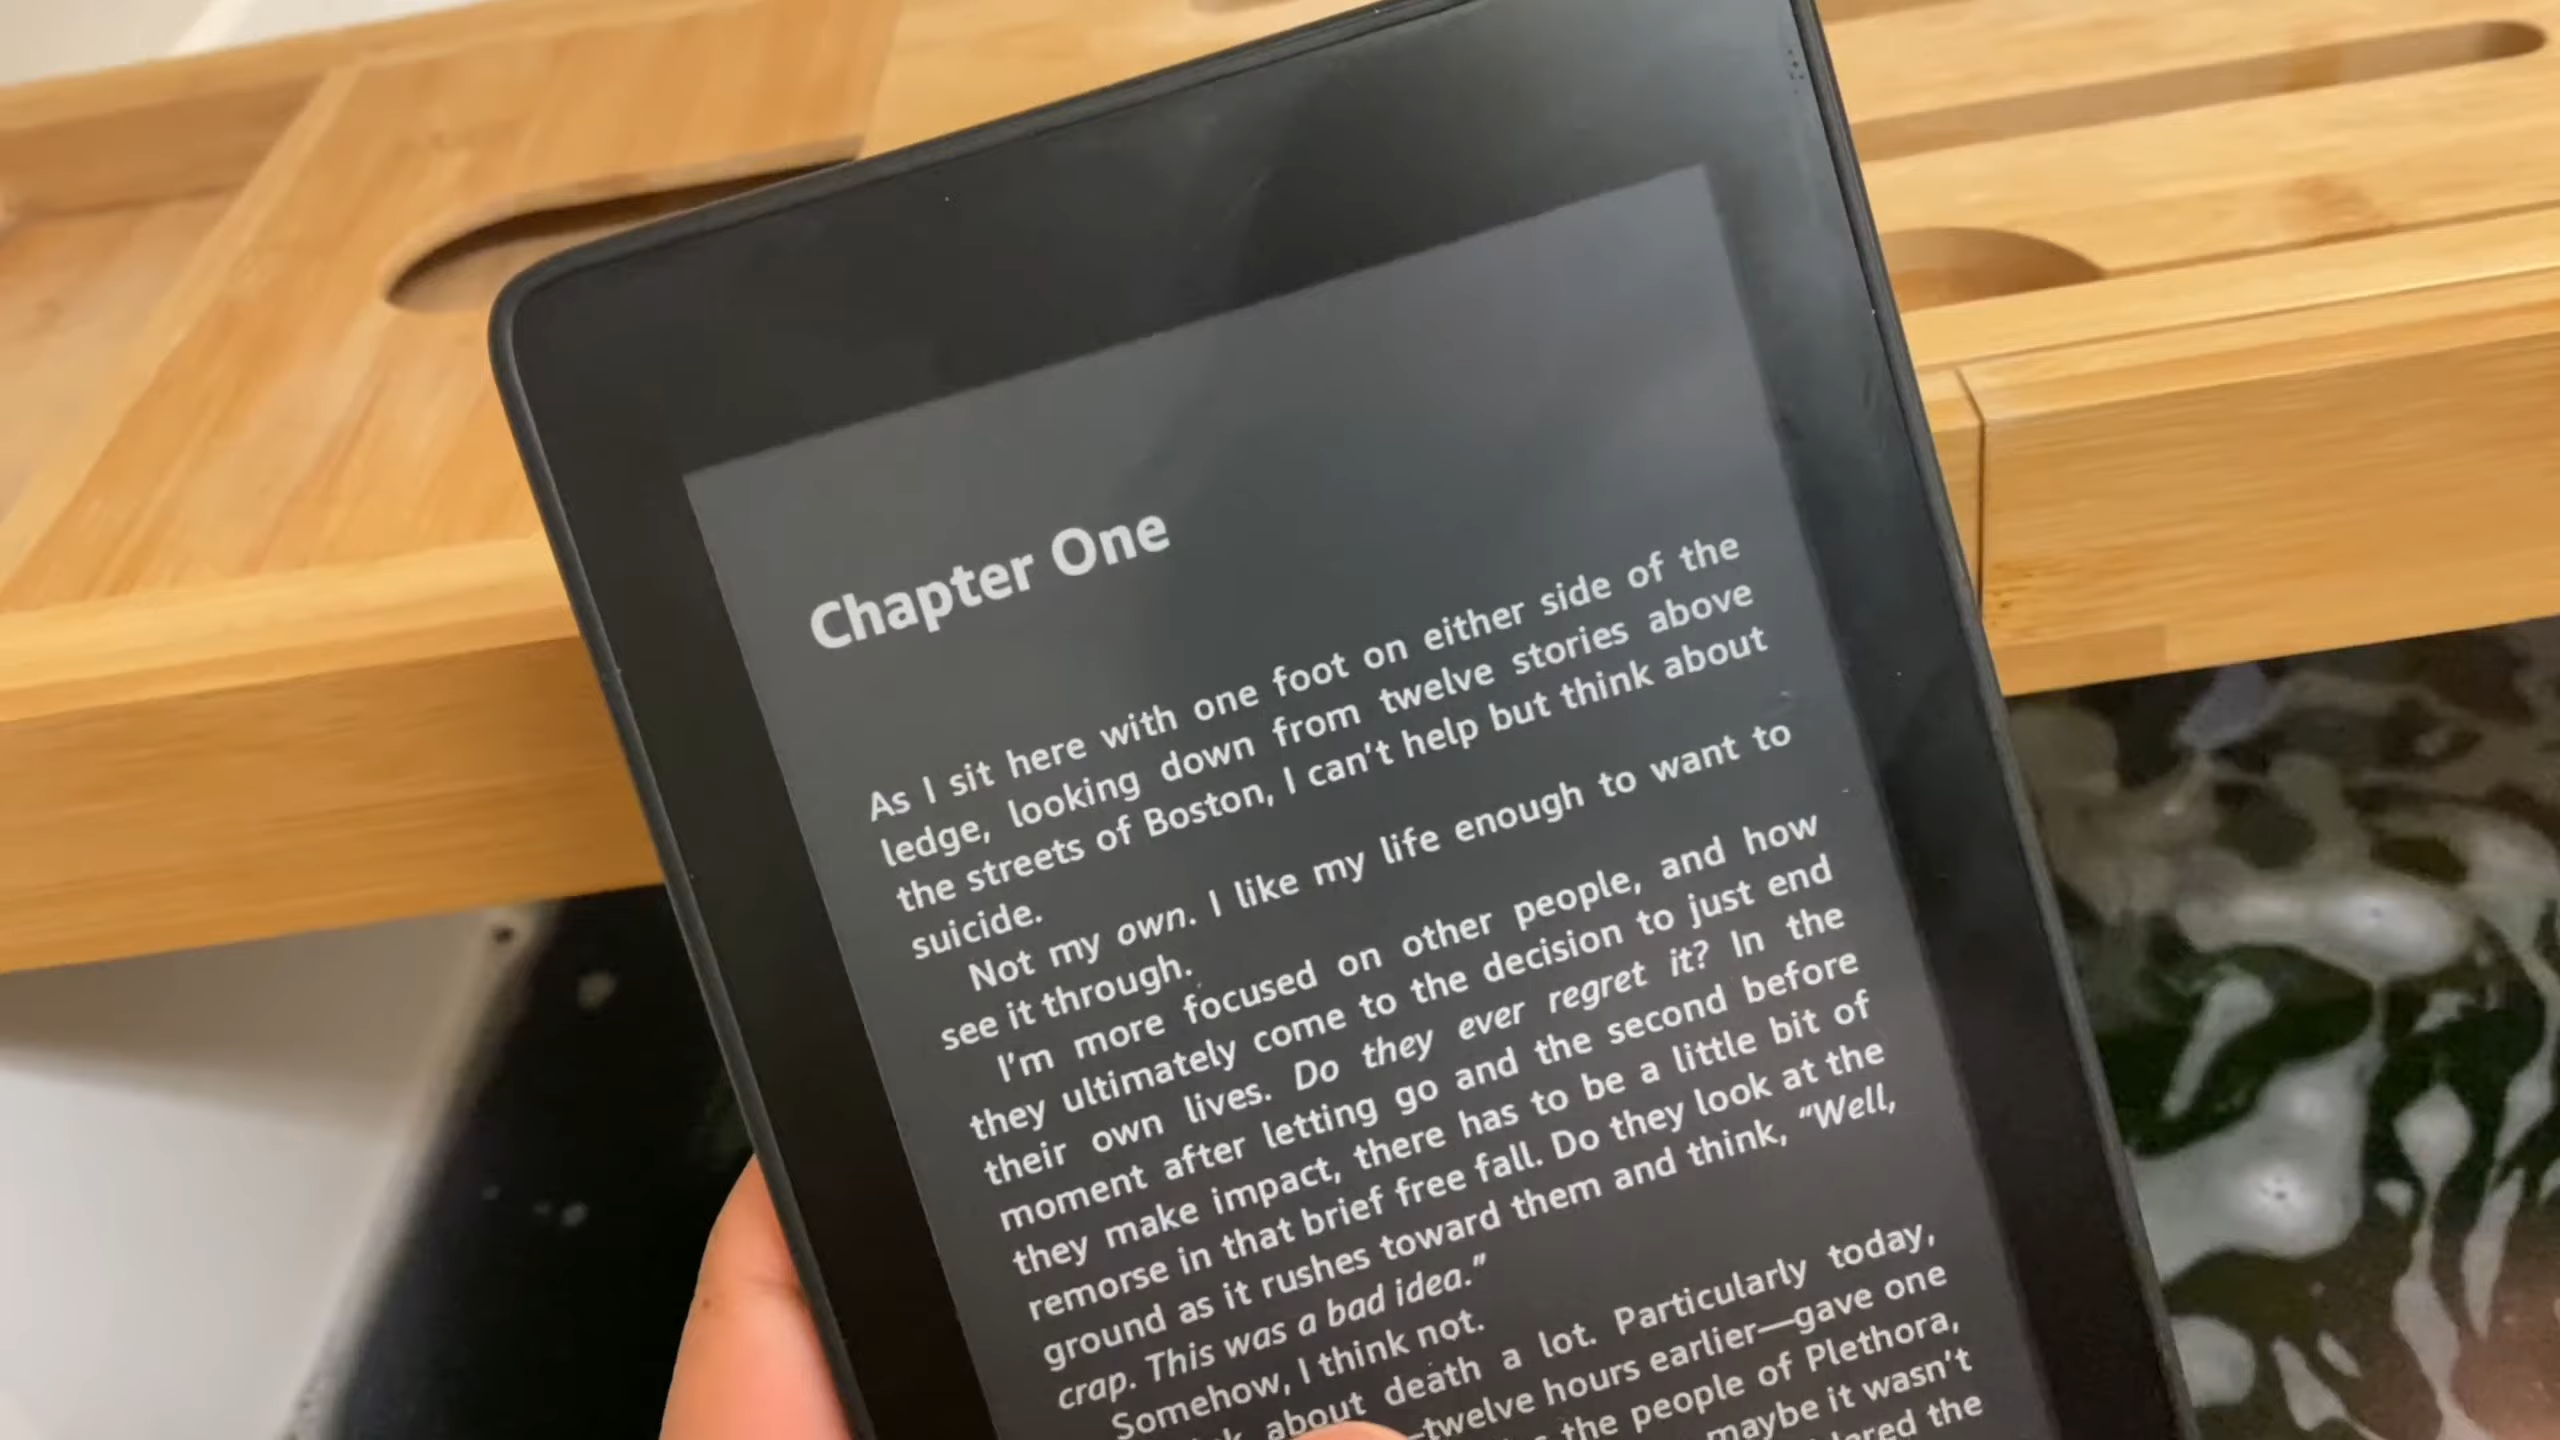 Chapter One
As I sit here with one foot on either side of the
ledge, looking down from twelve stories above
the streets of Boston, I can't help but think about
suicide.
Not my own. I like my life enough to want to
see it through.
I'm more focused on other people, and how
they ultimately come to the decision to just end
their own lives. Do they ever regret it? In the
moment after letting go and the second before
they make impact, there has to be a little bit of
remorse in that brief free fall. Do they look at the
ground as it rushes toward them and think, “Well,
crap. This was a bad idea.”
Somehow, I think not.
about death a lot. Particularly today,
—twelve hours earlier—gave one
the people of Plethora,
maybe it wasn't
the